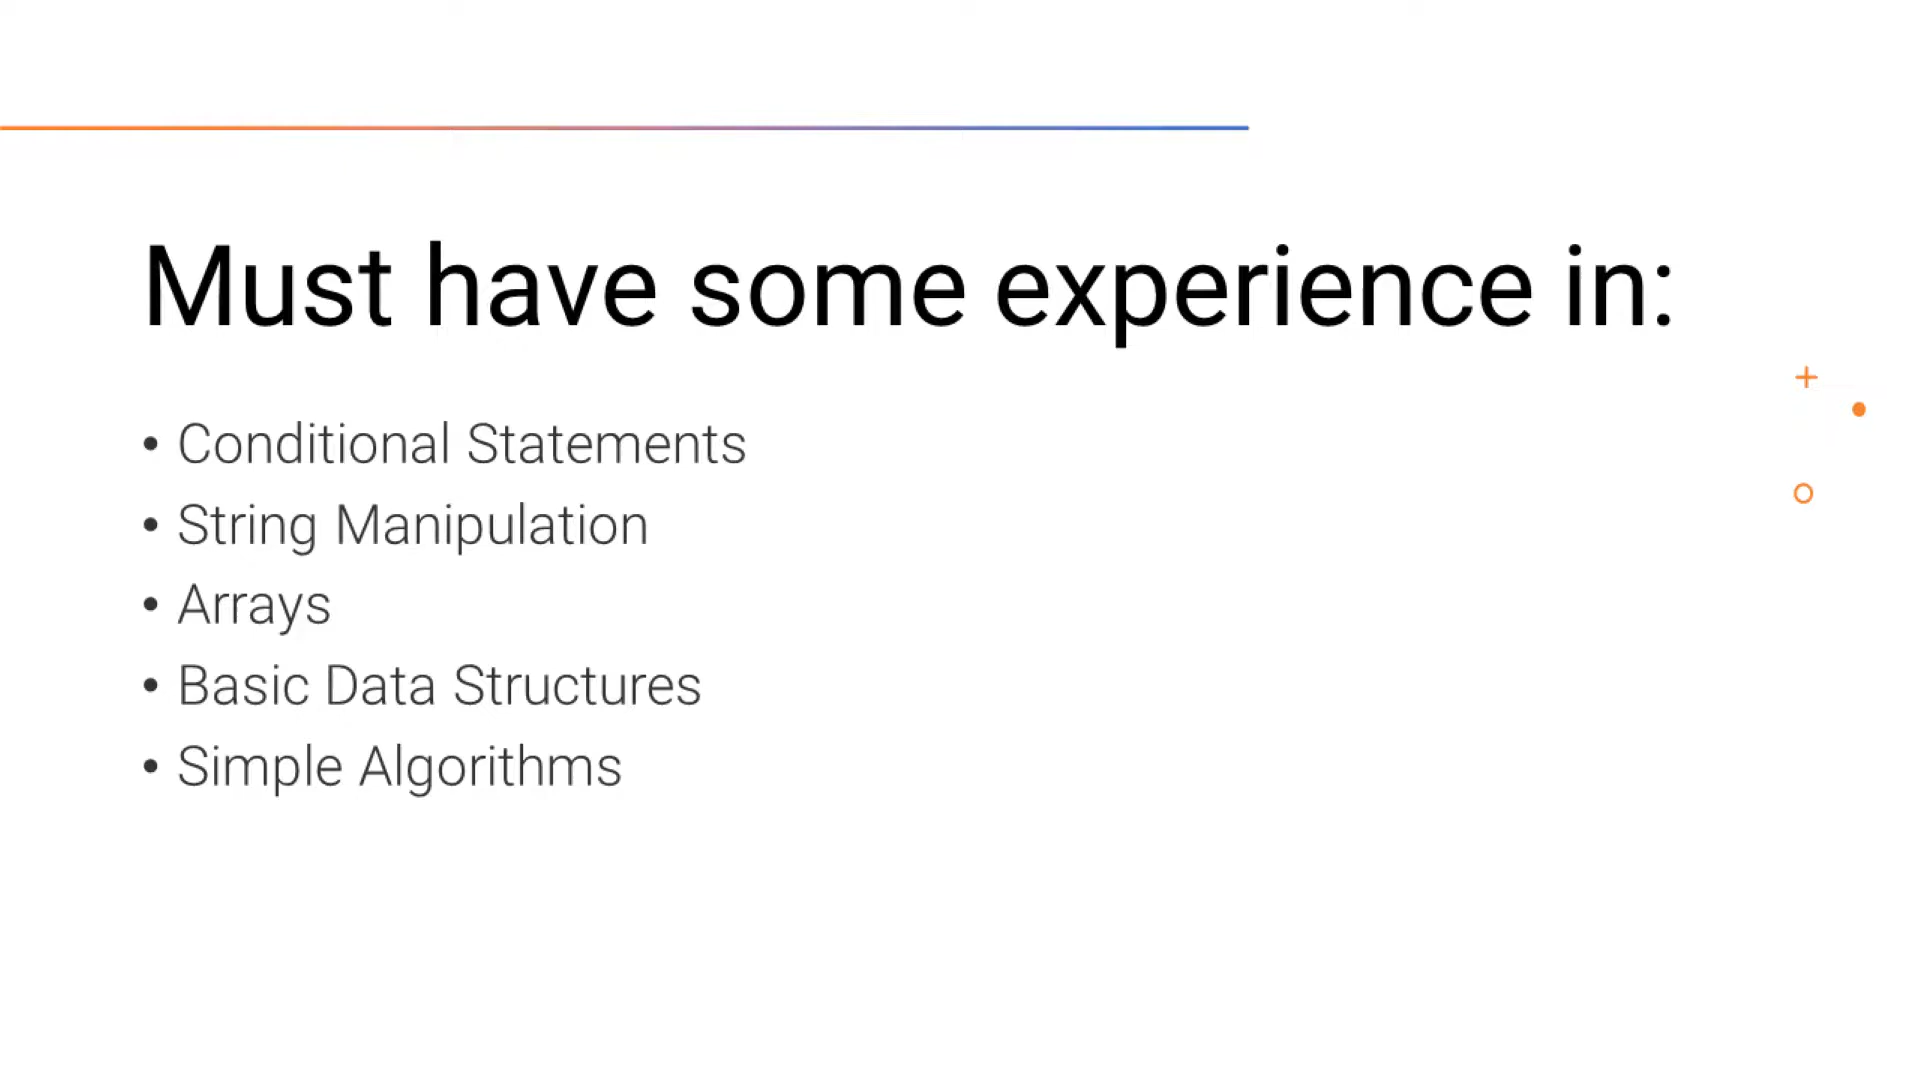 Must have some experience in:
• Conditional Statements
• String Manipulation
• Arrays
• Basic Data Structures
• Simple Algorithms